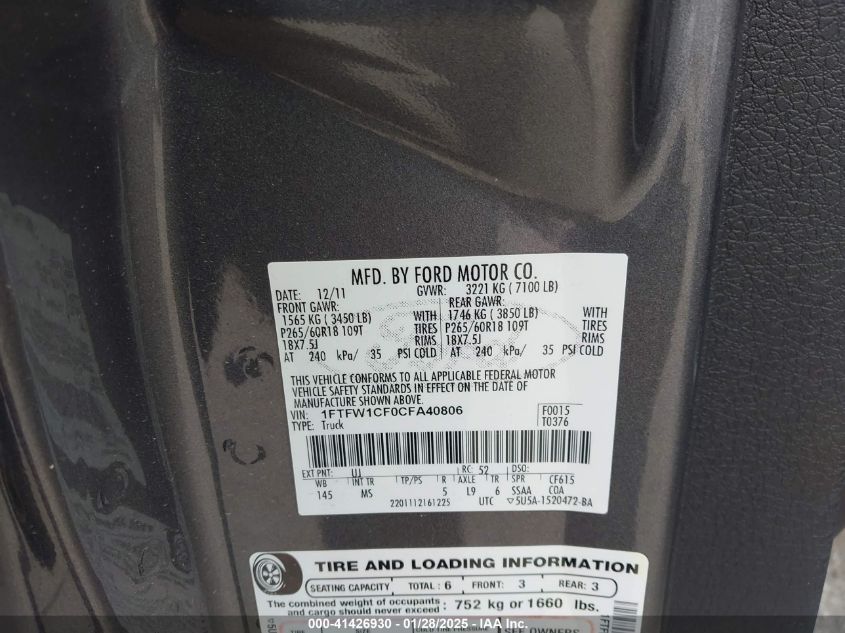 MFD. BY FORD MOTOR CO.
DATE: 12/11 GVWR: 3221 KG ( 7100 LB)
FRONT GAWR: REAR GAWR:
1565 KG ( 3450 LB) WITH 1746 KG ( 3850 LB) WITH
P265/60R18 109T TIRES P265/60R18 109T TIRES
18X7.5J RIMS 18X7.5J RIMS
AT 240 kPa/ 35 PSI COLD AT 240 kPa/ 35 PSI COLD
THIS VEHICLE CONFORMS TO ALL APPLICABLE FEDERAL MOTOR
VEHICLE SAFETY STANDARDS IN EFFECT ON THE DATE OF
MANUFACTURE SHOWN ABOVE.
VIN: 1FTFW1CF0CFA40806 F0015
TYPE: Truck T0376
EXT PNT: UJ RC: 52 DSO:
WB INT TR TP/PS R AXLE TR SPR CF615
145 MS 5 L9 6 SSAA COA
2201112161225 UTC ▽5U5A-1520472-BA
TIRE AND LOADING INFORMATION
SEATING CAPACITY TOTAL : 6 FRONT : 3 REAR: 3
The combined weight of occupants and cargo should never exceed : 752 kg or 1660 lbs.
SEE OWNERS
000-41426930 - 01/28/2025 - IAA Inc.